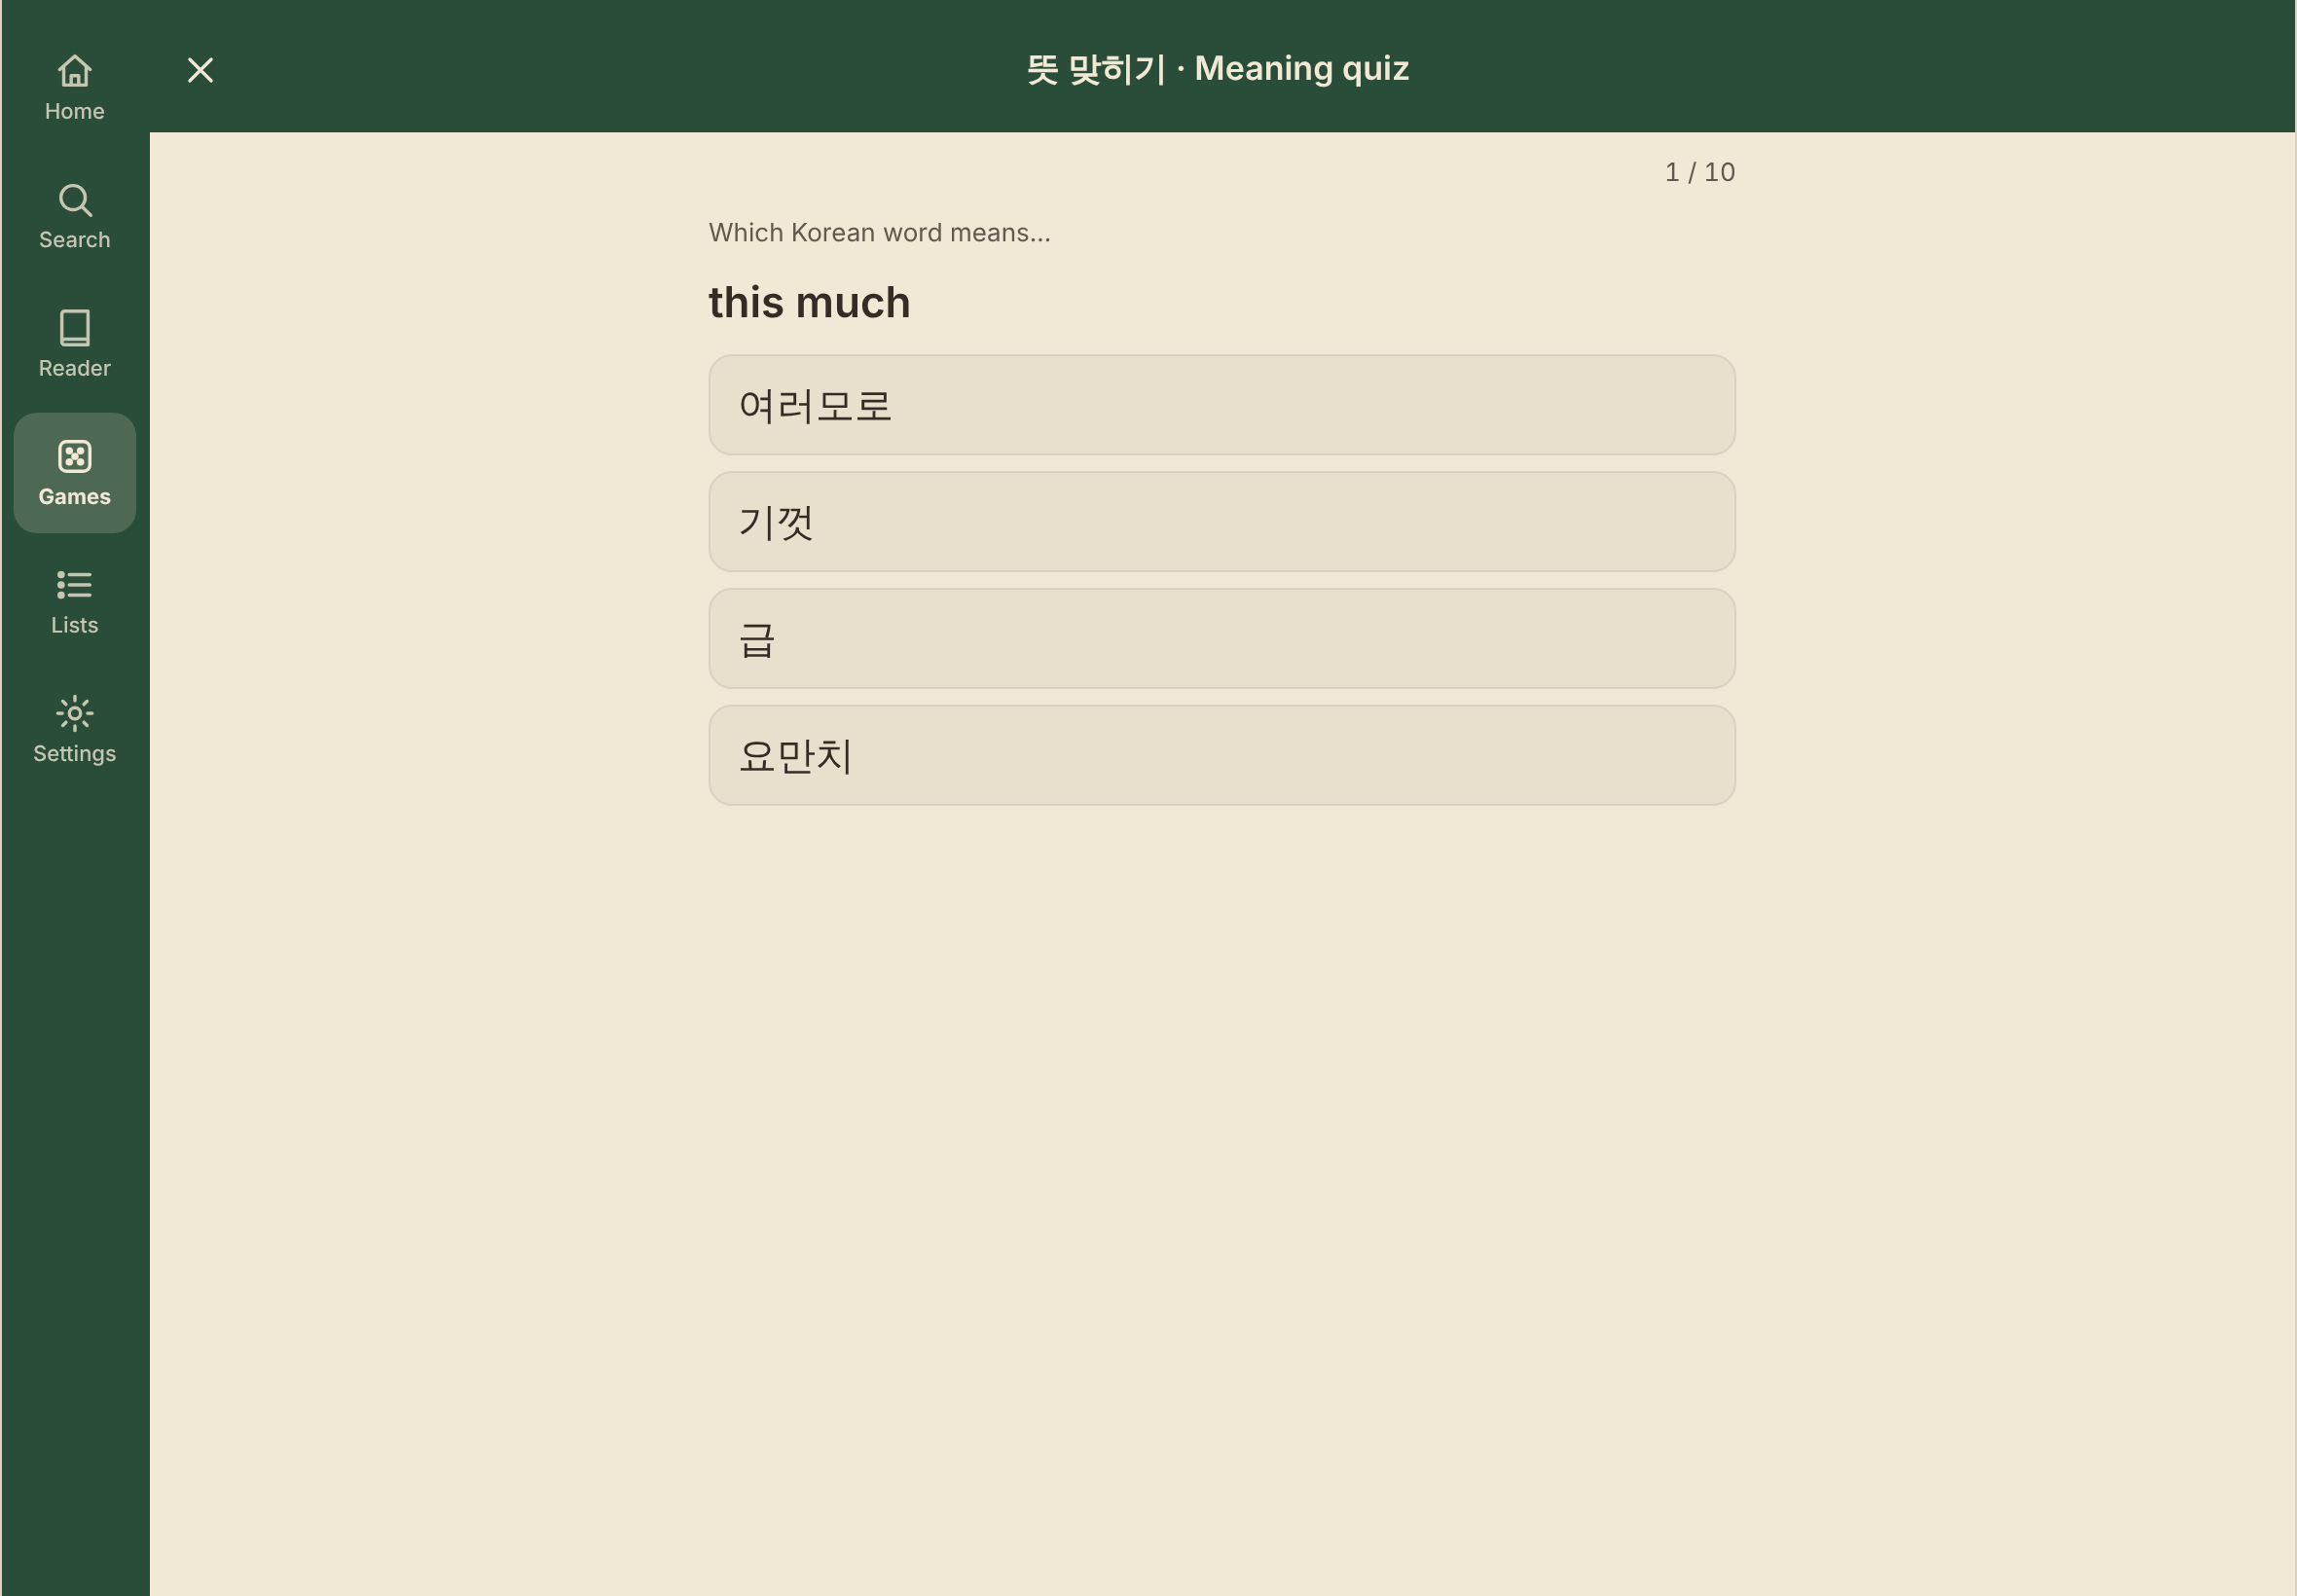 Home
Search
Reader
Games
Lists
Settings
뜻 맞히기 · Meaning quiz
1 / 10
Which Korean word means...
this much
여러모로
기껏
급
요만치